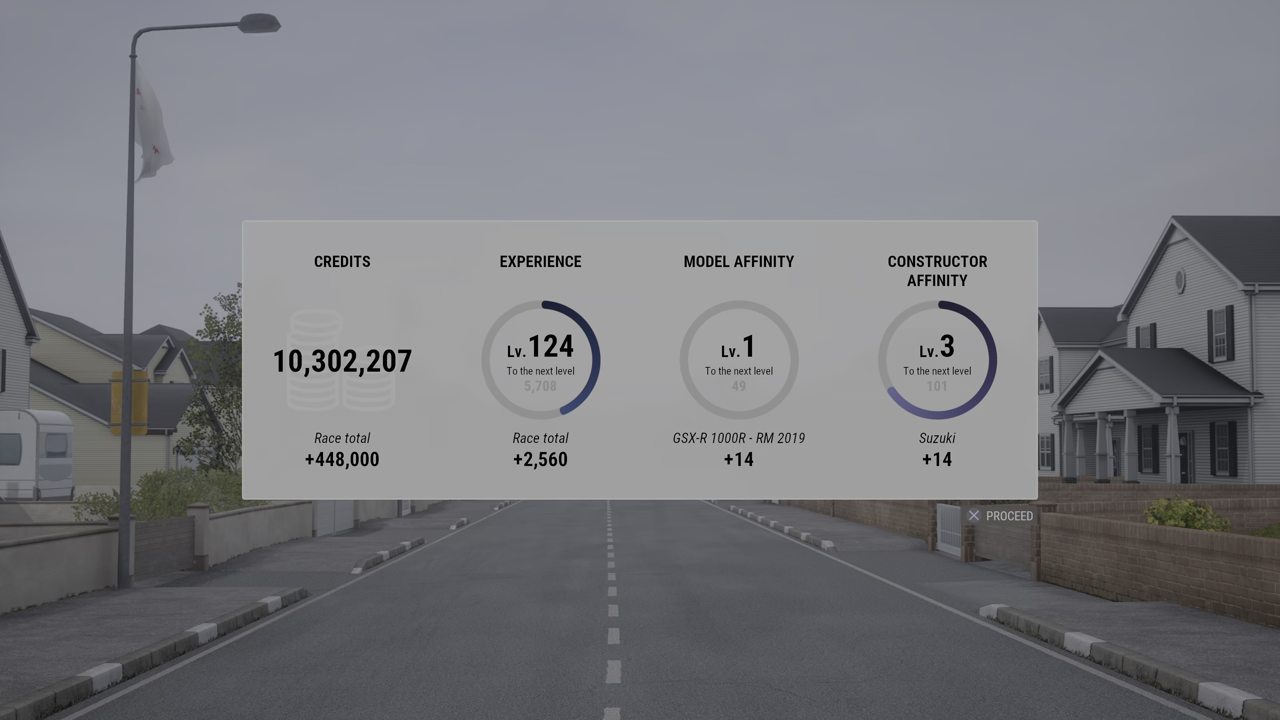 CREDITS
10,302,207
Race total
+448,000
EXPERIENCE
Lv.124
To the next level
5,708
Race total
+2,560
MODEL AFFINITY
Lv.1
To the next level
49
GSX-R 1000R - RM 2019
+14
CONSTRUCTOR
AFFINITY
Lv.3
To the next level
101
Suzuki
+14
PROCEED